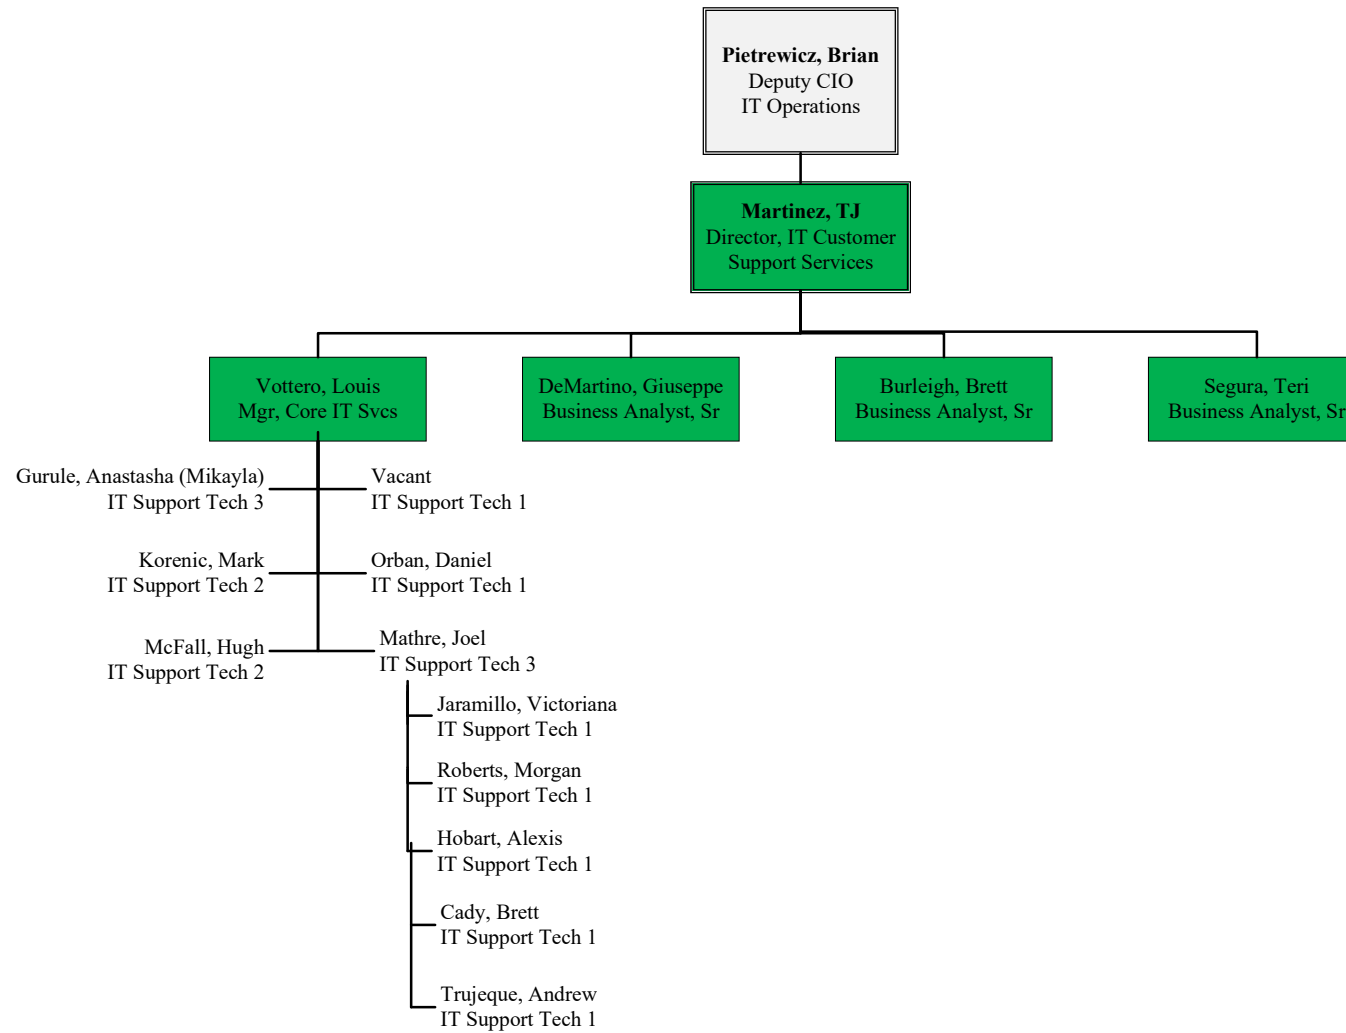 Pietrewicz, Brian
Deputy CIO
IT Operations
Martinez, TJ
Director, IT Customer
Support Services
Vottero, Louis
Mgr, Core IT Svcs
DeMartino, Giuseppe
Business Analyst, Sr
Burleigh, Brett
Business Analyst, Sr
Segura, Teri
Business Analyst, Sr
Gurule, Anastasha (Mikayla)
IT Support Tech 3
Vacant
IT Support Tech 1
Korenic, Mark
IT Support Tech 2
Orban, Daniel
IT Support Tech 1
McFall, Hugh
IT Support Tech 2
Mathre, Joel
IT Support Tech 3
Jaramillo, Victoriana
IT Support Tech 1
Roberts, Morgan
IT Support Tech 1
Hobart, Alexis
IT Support Tech 1
Cady, Brett
IT Support Tech 1
Trujeque, Andrew
IT Support Tech 1